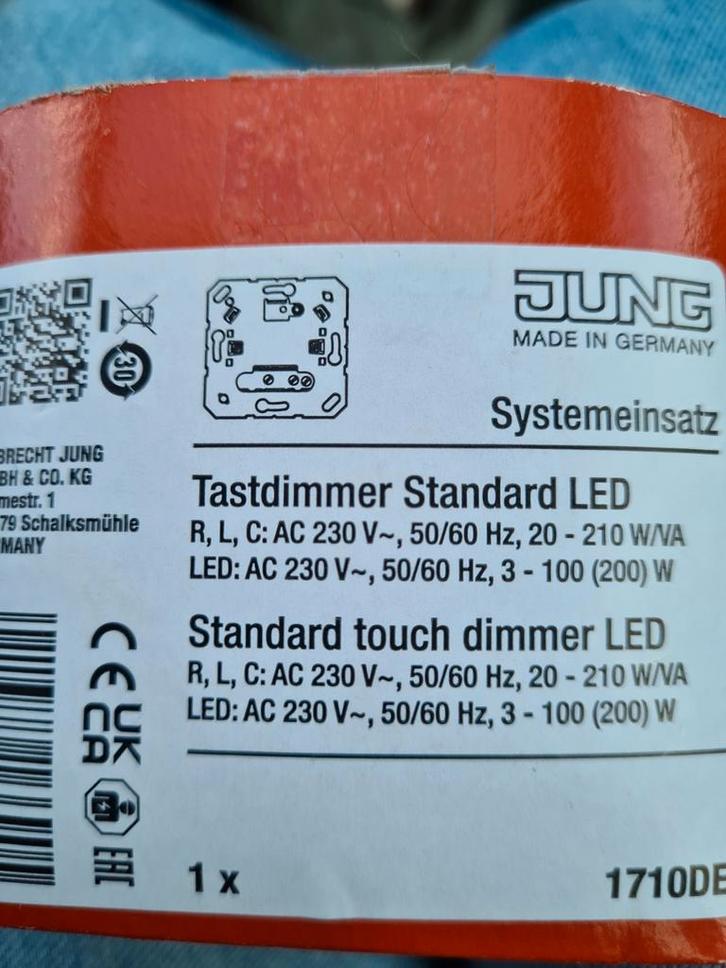 JUNG
MADE IN GERMANY
Systemeinsatz
BRECHT JUNG
BH & CO. KG
mestr. 1
79 Schalksmühle
MANY
Tastdimmer Standard LED
R, L, C: AC 230 V~, 50/60 Hz, 20 - 210 W/VA
LED: AC 230 V~, 50/60 Hz, 3 - 100 (200) W
Standard touch dimmer LED
R, L, C: AC 230 V~, 50/60 Hz, 20 - 210 W/VA
LED: AC 230 V~, 50/60 Hz, 3 - 100 (200) W
30
CE
UK
CA
EAC
1 x
1710DE